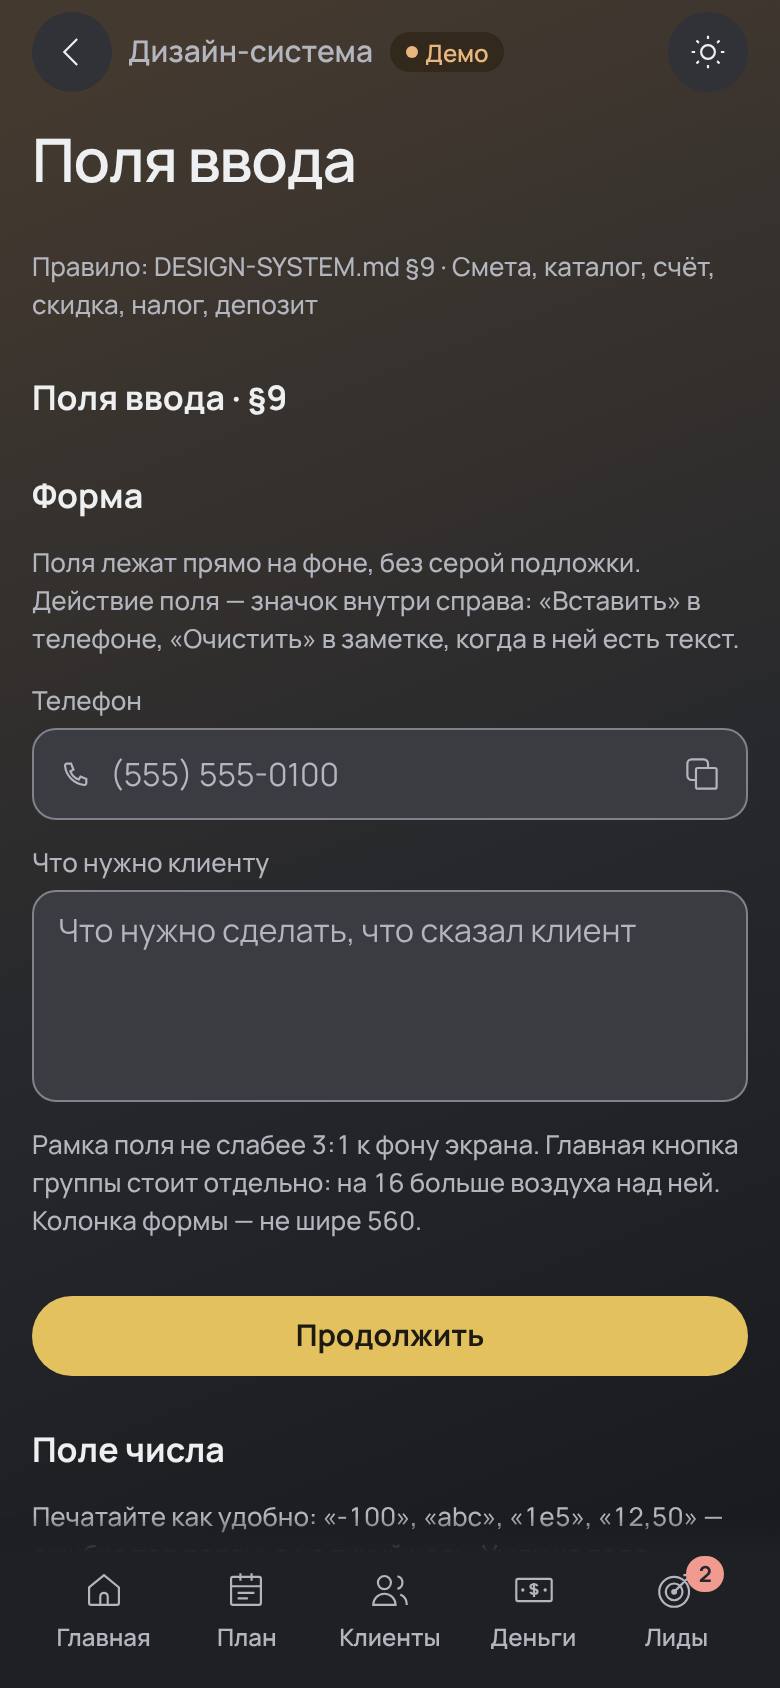 Дизайн-система
Демо
Поля ввода
Правило: DESIGN-SYSTEM.md §9 · Смета, каталог, счёт,
скидка, налог, депозит
Поля ввода · §9
Форма
Поля лежат прямо на фоне, без серой подложки.
Действие поля — значок внутри справа: «Вставить» в
телефоне, «Очистить» в заметке, когда в ней есть текст.
Телефон
(555) 555-0100
Что нужно клиенту
Что нужно сделать, что сказал клиент
Рамка поля не слабее 3:1 к фону экрана. Главная кнопка
группы стоит отдельно: на 16 больше воздуха над ней.
Колонка формы — не шире 560.
Продолжить
Поле числа
Печатайте как удобно: «-100», «abc», «1e5», «12,50» —
2
Главная
План
Клиенты
Деньги
Лиды